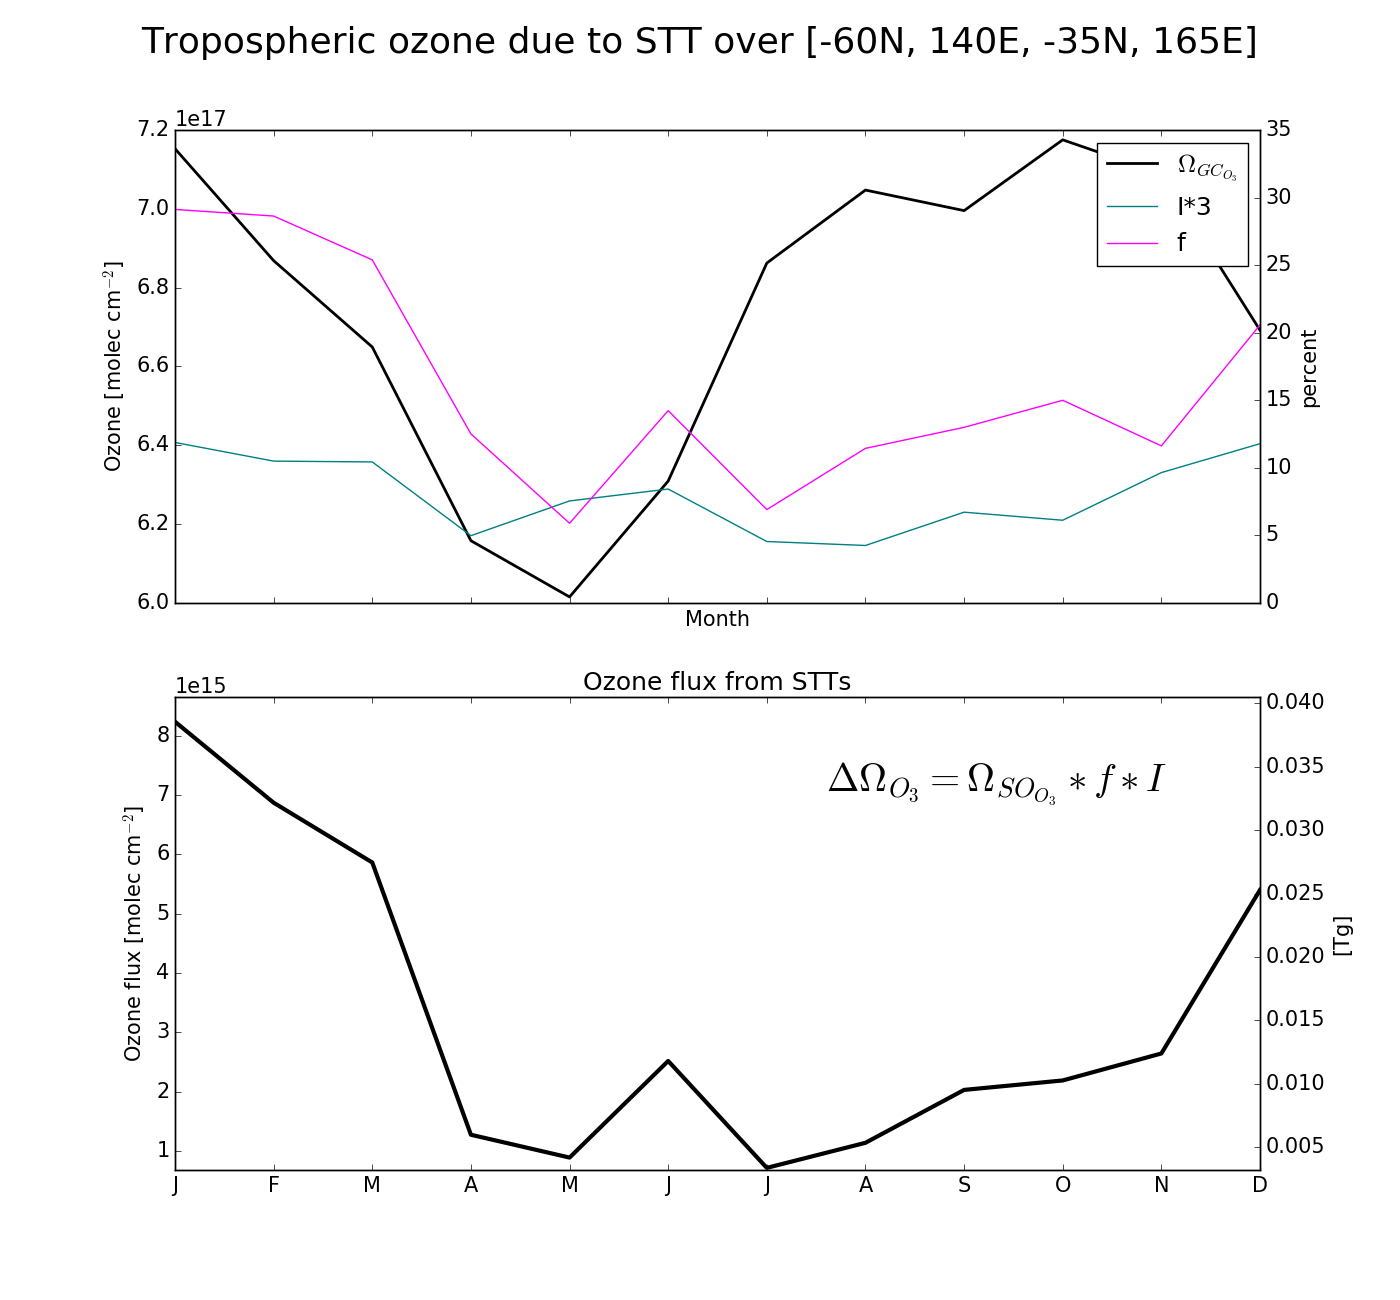 Tropospheric ozone due to STT over [-60N, 140E, -35N, 165E]
1e17
7.2
7.0
6.8
6.6
6.4
6.2
6.0
Ozone [molec cm⁻²]
35
30
25
20
15
10
5
0
percent
Ω_{GC_{O_3}}
I*3
f
Month
Ozone flux from STTs
1e15
8
7
6
5
4
3
2
1
Ozone flux [molec cm⁻²]
ΔΩ_{O_3} = Ω_{SO_{O_3}} ∗ f ∗ I
0.040
0.035
0.030
0.025
0.020
0.015
0.010
0.005
[Tg]
J F M A M J J A S O N D